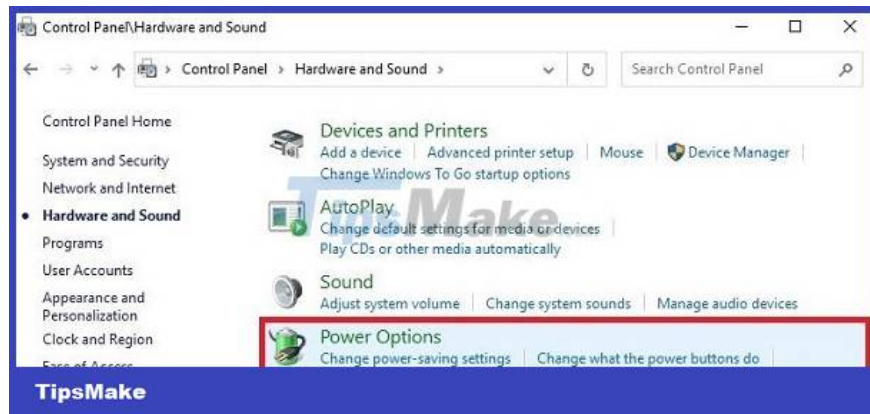 Control Panel\Hardware and Sound
Control Panel > Hardware and Sound >
Search Control Panel
Control Panel Home
System and Security
Network and Internet
Hardware and Sound
Programs
User Accounts
Appearance and
Personalization
Clock and Region
Ease of Access
Devices and Printers
Add a device | Advanced printer setup | Mouse | Device Manager |
Change Windows To Go startup options
AutoPlay
Change default settings for media or devices |
Play CDs or other media automatically
Sound
Adjust system volume | Change system sounds | Manage audio devices
Power Options
Change power-saving settings | Change what the power buttons do |
TipsMake
TipsMake